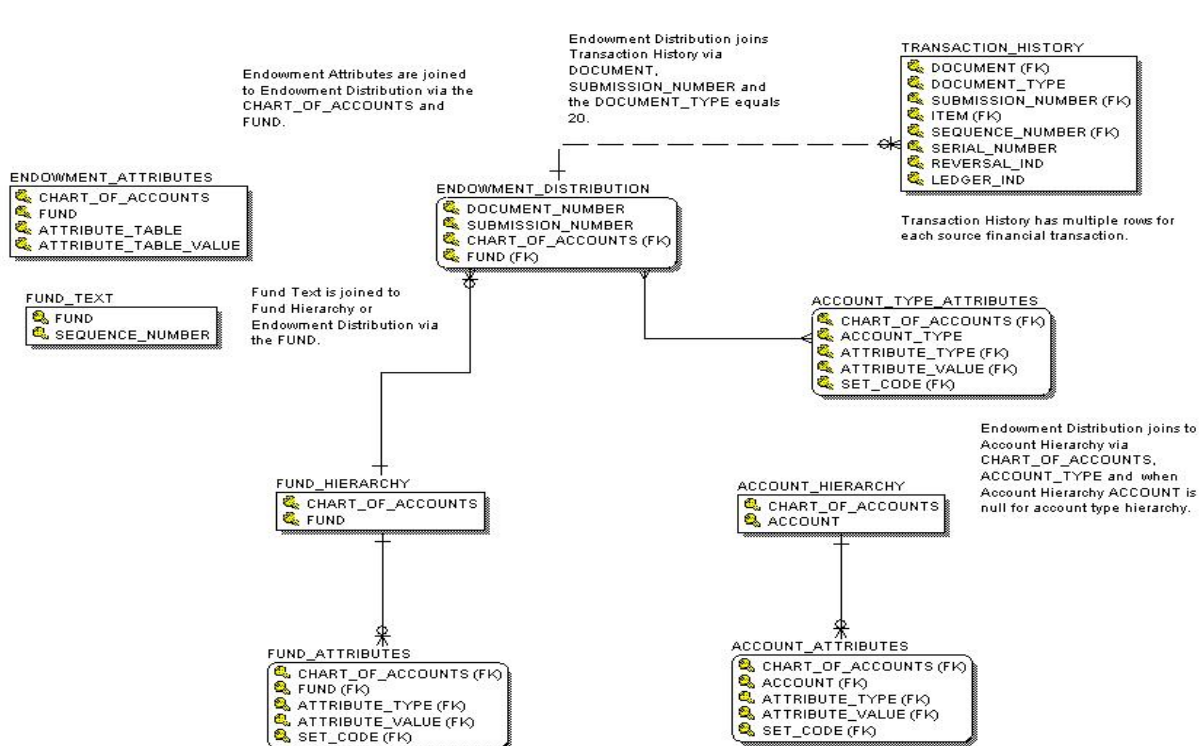 Endowment Distribution joins
Transaction History via
DOCUMENT,
SUBMISSION_NUMBER and
the DOCUMENT_TYPE equals
20.
TRANSACTION_HISTORY
DOCUMENT (FK)
DOCUMENT_TYPE
SUBMISSION_NUMBER (FK)
ITEM (FK)
SEQUENCE_NUMBER (FK)
SERIAL_NUMBER
REVERSAL_IND
LEDGER_IND
Transaction History has multiple rows for
each source financial transaction.
Endowment Attributes are joined
to Endowment Distribution via the
CHART_OF_ACCOUNTS and
FUND.
ENDOWMENT_ATTRIBUTES
CHART_OF_ACCOUNTS
FUND
ATTRIBUTE_TABLE
ATTRIBUTE_TABLE_VALUE
ENDOWMENT_DISTRIBUTION
DOCUMENT_NUMBER
SUBMISSION_NUMBER
CHART_OF_ACCOUNTS (FK)
FUND (FK)
FUND_TEXT
FUND
SEQUENCE_NUMBER
Fund Text is joined to
Fund Hierarchy or
Endowment Distribution via
the FUND.
ACCOUNT_TYPE_ATTRIBUTES
CHART_OF_ACCOUNTS (FK)
ACCOUNT_TYPE
ATTRIBUTE_TYPE (FK)
ATTRIBUTE_VALUE (FK)
SET_CODE (FK)
Endowment Distribution joins to
Account Hierarchy via
CHART_OF_ACCOUNTS,
ACCOUNT_TYPE and when
Account Hierarchy ACCOUNT is
null for account type hierarchy.
FUND_HIERARCHY
CHART_OF_ACCOUNTS
FUND
ACCOUNT_HIERARCHY
CHART_OF_ACCOUNTS
ACCOUNT
FUND_ATTRIBUTES
CHART_OF_ACCOUNTS (FK)
FUND (FK)
ATTRIBUTE_TYPE (FK)
ATTRIBUTE_VALUE (FK)
SET_CODE (FK)
ACCOUNT_ATTRIBUTES
CHART_OF_ACCOUNTS (FK)
ACCOUNT (FK)
ATTRIBUTE_TYPE (FK)
ATTRIBUTE_VALUE (FK)
SET_CODE (FK)